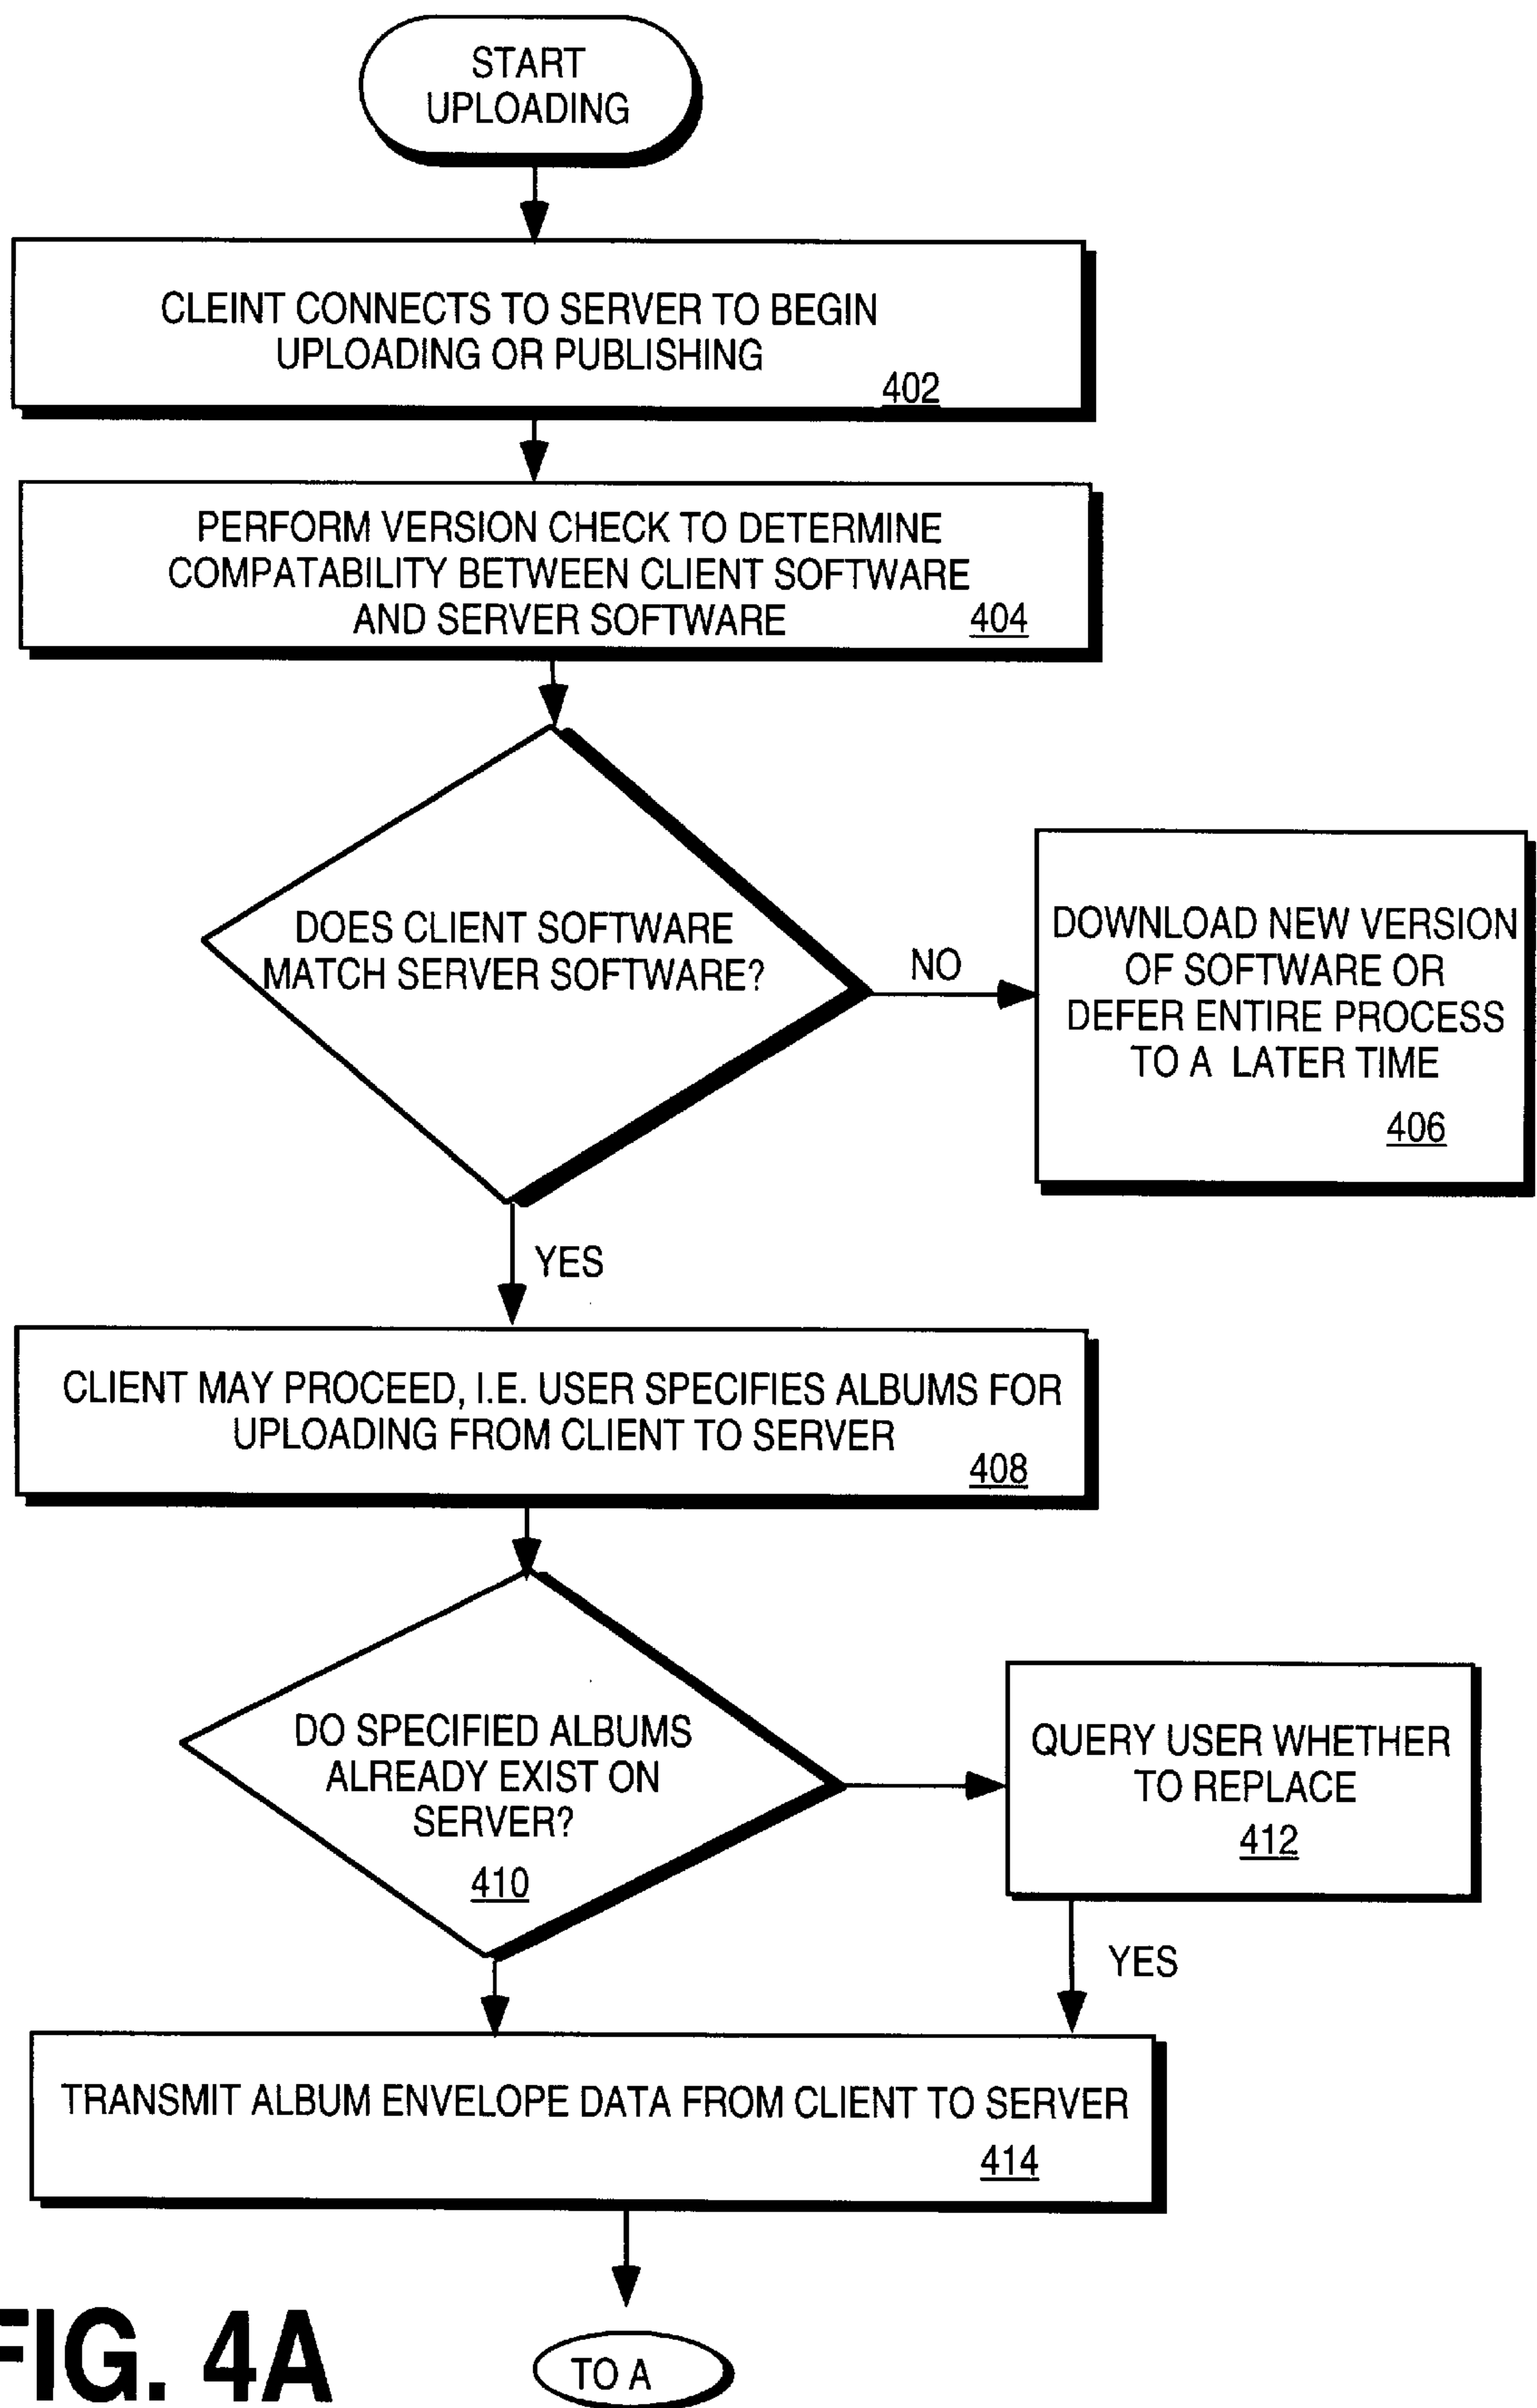 START
UPLOADING
CLEINT CONNECTS TO SERVER TO BEGIN
UPLOADING OR PUBLISHING
402
PERFORM VERSION CHECK TO DETERMINE
COMPATABILITY BETWEEN CLIENT SOFTWARE
AND SERVER SOFTWARE
404
DOES CLIENT SOFTWARE
MATCH SERVER SOFTWARE?
NO
DOWNLOAD NEW VERSION
OF SOFTWARE OR
DEFER ENTIRE PROCESS
TO A LATER TIME
406
YES
CLIENT MAY PROCEED, I.E. USER SPECIFIES ALBUMS FOR
UPLOADING FROM CLIENT TO SERVER
408
DO SPECIFIED ALBUMS
ALREADY EXIST ON
SERVER?
410
QUERY USER WHETHER
TO REPLACE
412
YES
TRANSMIT ALBUM ENVELOPE DATA FROM CLIENT TO SERVER
414
TO A
FIG. 4A